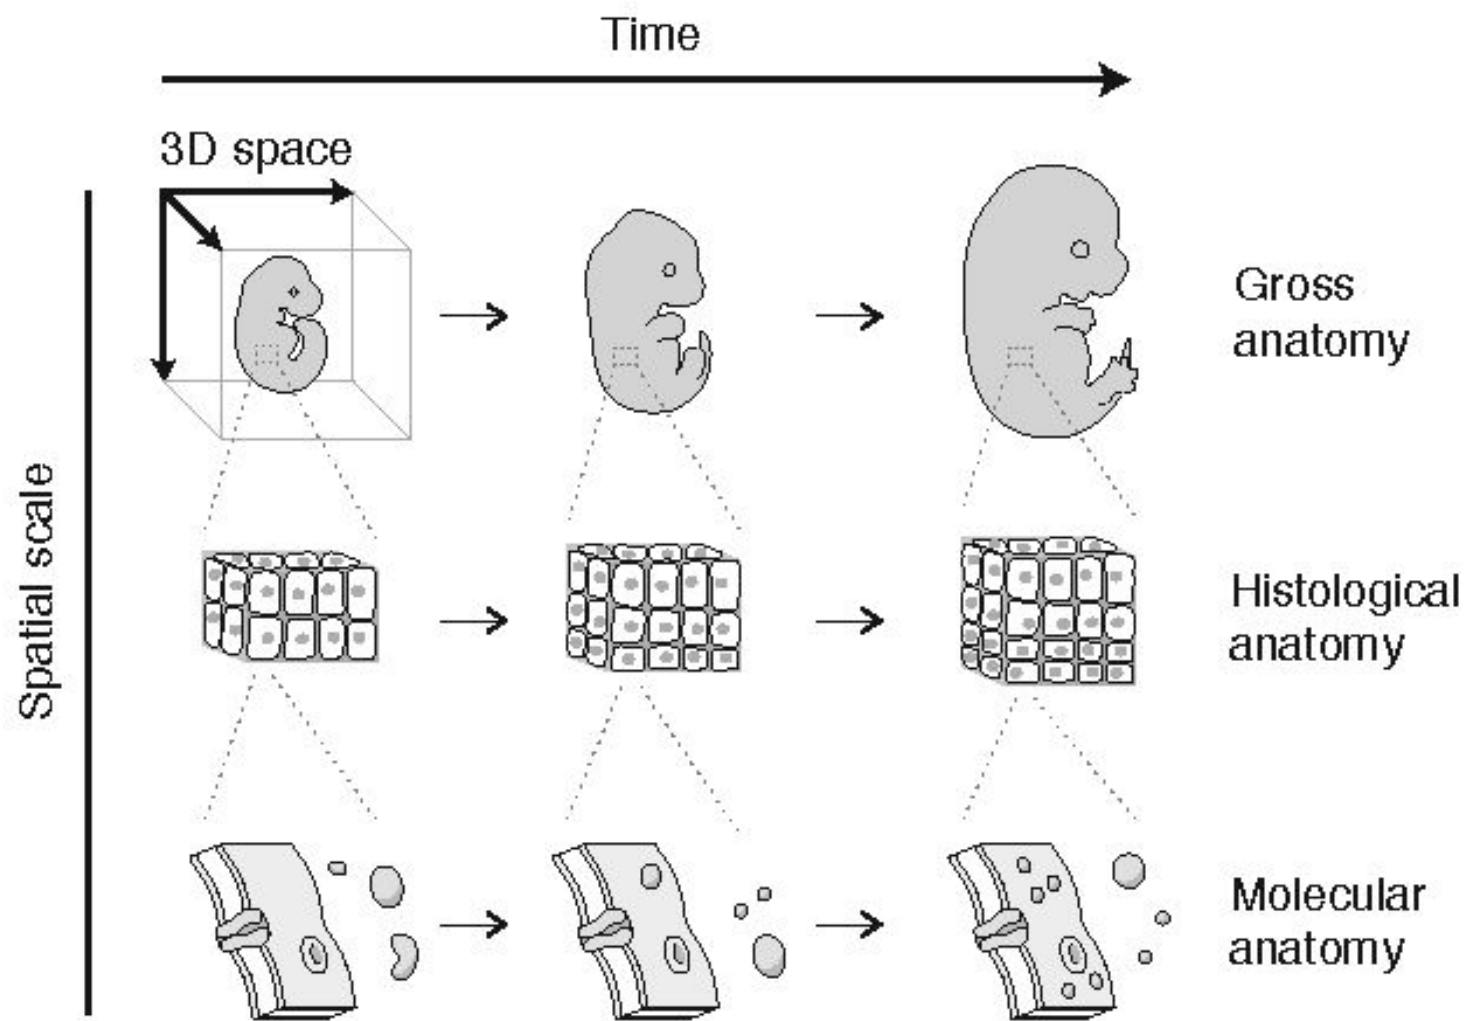 Time
3D space
Gross
anatomy
Spatial scale
Histological
anatomy
Molecular
anatomy